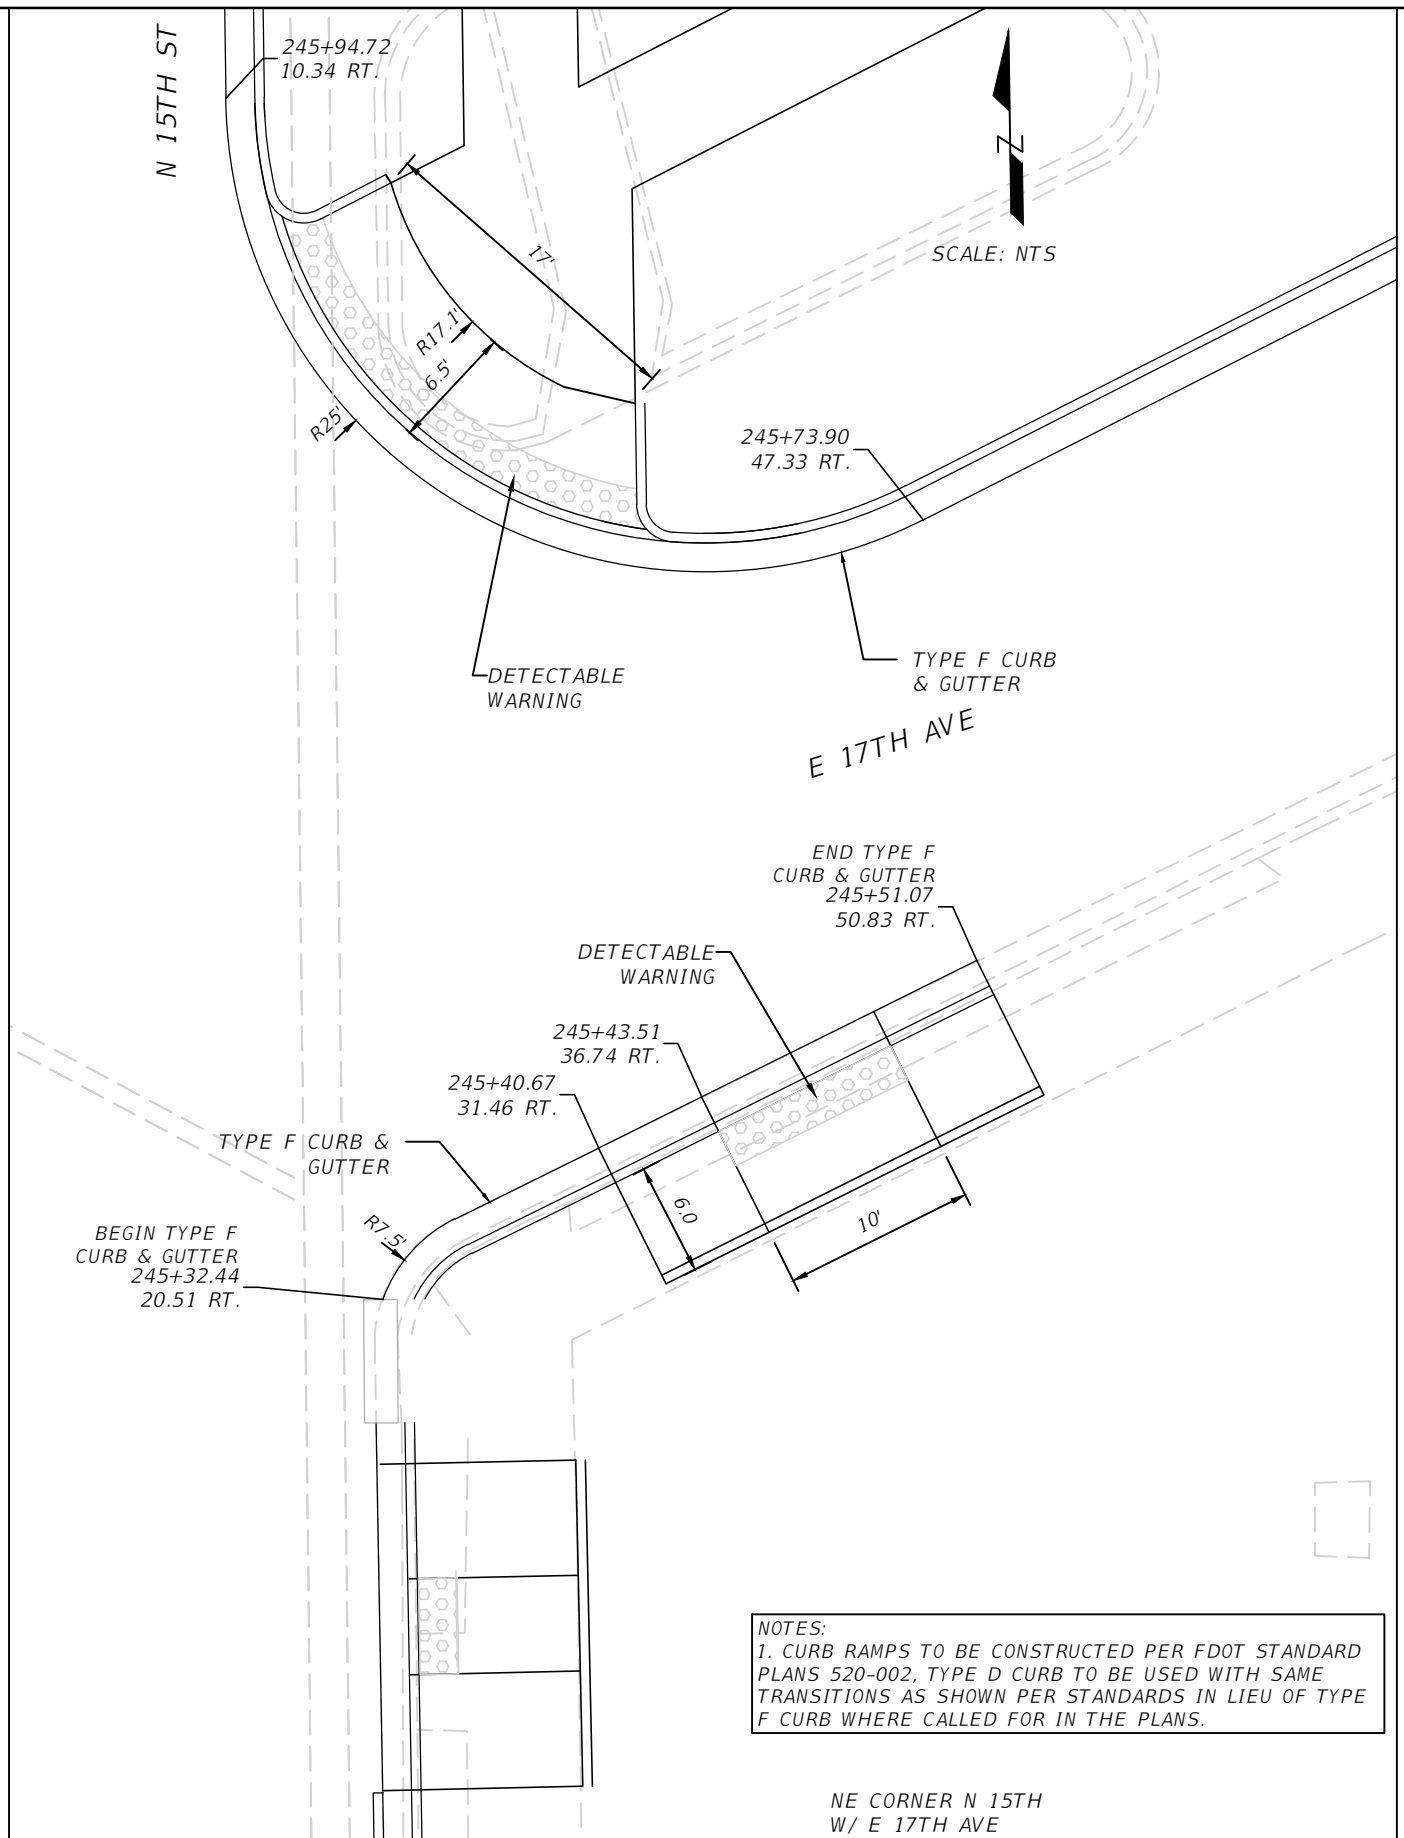 N 15TH ST
245+94.72
10.34 RT.
Z
SCALE: NTS
17'
R17.1'
6.5'
R25'
245+73.90
47.33 RT.
DETECTABLE
WARNING
TYPE F CURB
& GUTTER
E 17TH AVE
END TYPE F
CURB & GUTTER
245+51.07
50.83 RT.
DETECTABLE
WARNING
245+43.51
36.74 RT.
245+40.67
31.46 RT.
TYPE F CURB &
GUTTER
6.0
10'
R7.5'
BEGIN TYPE F
CURB & GUTTER
245+32.44
20.51 RT.
NOTES:
1. CURB RAMPS TO BE CONSTRUCTED PER FDOT STANDARD
PLANS 520-002, TYPE D CURB TO BE USED WITH SAME
TRANSITIONS AS SHOWN PER STANDARDS IN LIEU OF TYPE
F CURB WHERE CALLED FOR IN THE PLANS.
NE CORNER N 15TH
W/ E 17TH AVE